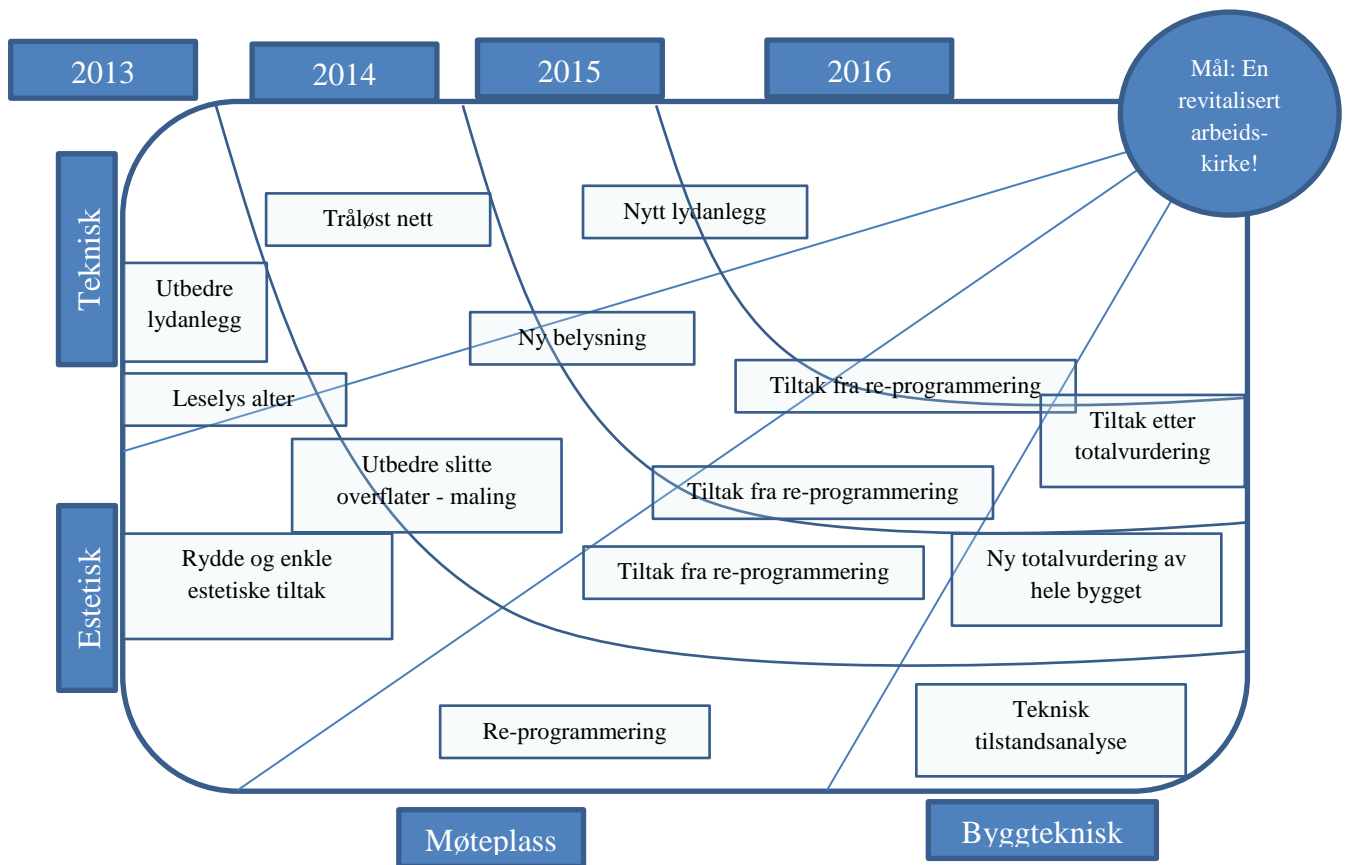 2013
2014
2015
2016
Mål: En
revitalisert
arbeids-
kirke!
Teknisk
Tråløst nett
Nytt lydanlegg
Utbedre
lydanlegg
Ny belysning
Leselys alter
Tiltak fra re-programmering
Tiltak etter
totalvurdering
Utbedre slitte
overflater - maling
Tiltak fra re-programmering
Estetisk
Rydde og enkle
estetiske tiltak
Tiltak fra re-programmering
Ny totalvurdering av
hele bygget
Re-programmering
Teknisk
tilstandsanalyse
Møteplass
Byggteknisk